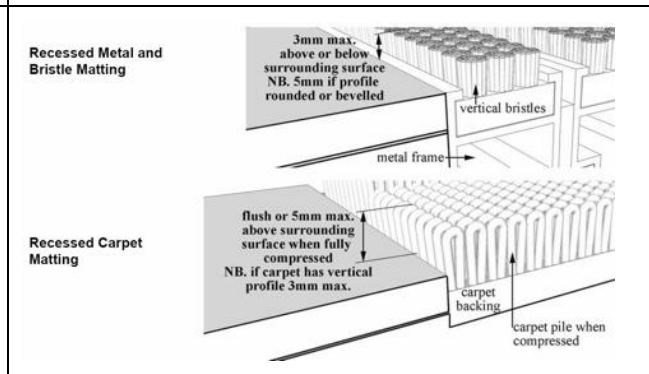 Recessed Metal and
Bristle Matting
3mm max.
above or below
surrounding surface
NB. 5mm if profile
rounded or bevelled
vertical bristles
metal frame
Recessed Carpet
Matting
flush or 5mm max.
above surrounding
surface when fully
compressed
NB. if carpet has vertical
profile 3mm max.
carpet
backing
carpet pile when
compressed